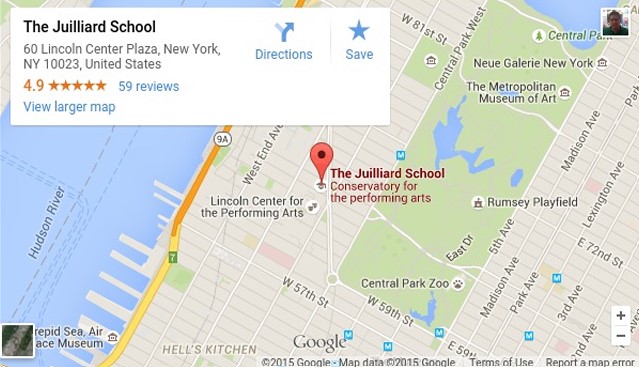 The Juilliard School
60 Lincoln Center Plaza, New York,
NY 10023, United States
4.9 59 reviews
View larger map
Directions
Save
Central Park West
E 81st St
Central Park
Neue Galerie New York
The Metropolitan
Museum of Art
9A
West End Ave
The Juilliard School
Conservatory for
the performing arts
Lincoln Center for
the Performing Arts
Rumsey Playfield
Madison Ave
Lexington Ave
Park
Hudson River
East Dr
5th Ave
E 72nd St
Madison Ave
Park Ave
3rd Ave
2nd Ave
7
W 57th St
W 59th St
Central Park Zoo
M
M
M
M
E 59th
repid Sea, Air
ace Museum
HELL'S KITCHEN
Google
+
−
©2015 Google - Map data ©2015 Google Terms of Use Report a map error